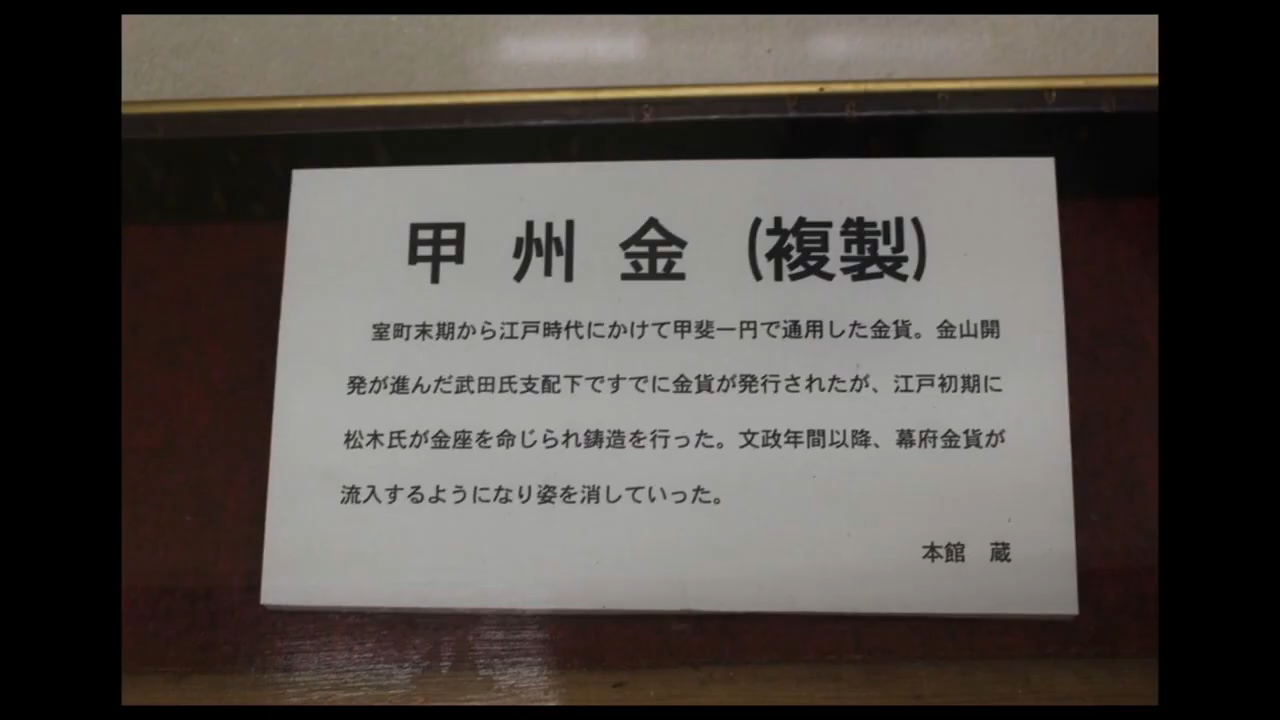 甲州金(複製)
室町末期から江戸時代にかけて甲斐一円で通用した金貨。金山開
発が進んだ武田氏支配下ですでに金貨が発行されたが、江戸初期に
松木氏が金座を命じられ鋳造を行った。文政年間以降、幕府金貨が
流入するようになり姿を消していった。
本館 蔵